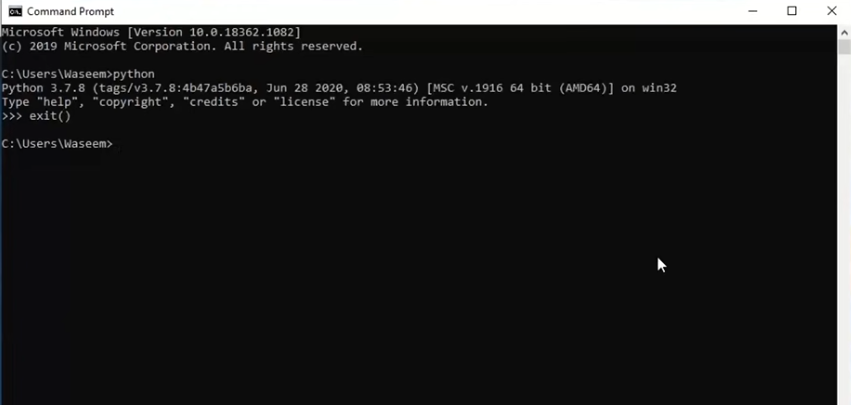 Command Prompt
Microsoft Windows [Version 10.0.18362.1082]
(c) 2019 Microsoft Corporation. All rights reserved.
C:\Users\Waseem>python
Python 3.7.8 (tags/v3.7.8:4b47a5b6ba, Jun 28 2020, 08:53:46) [MSC v.1916 64 bit (AMD64)] on win32
Type "help", "copyright", "credits" or "license" for more information.
>>> exit()
C:\Users\Waseem>